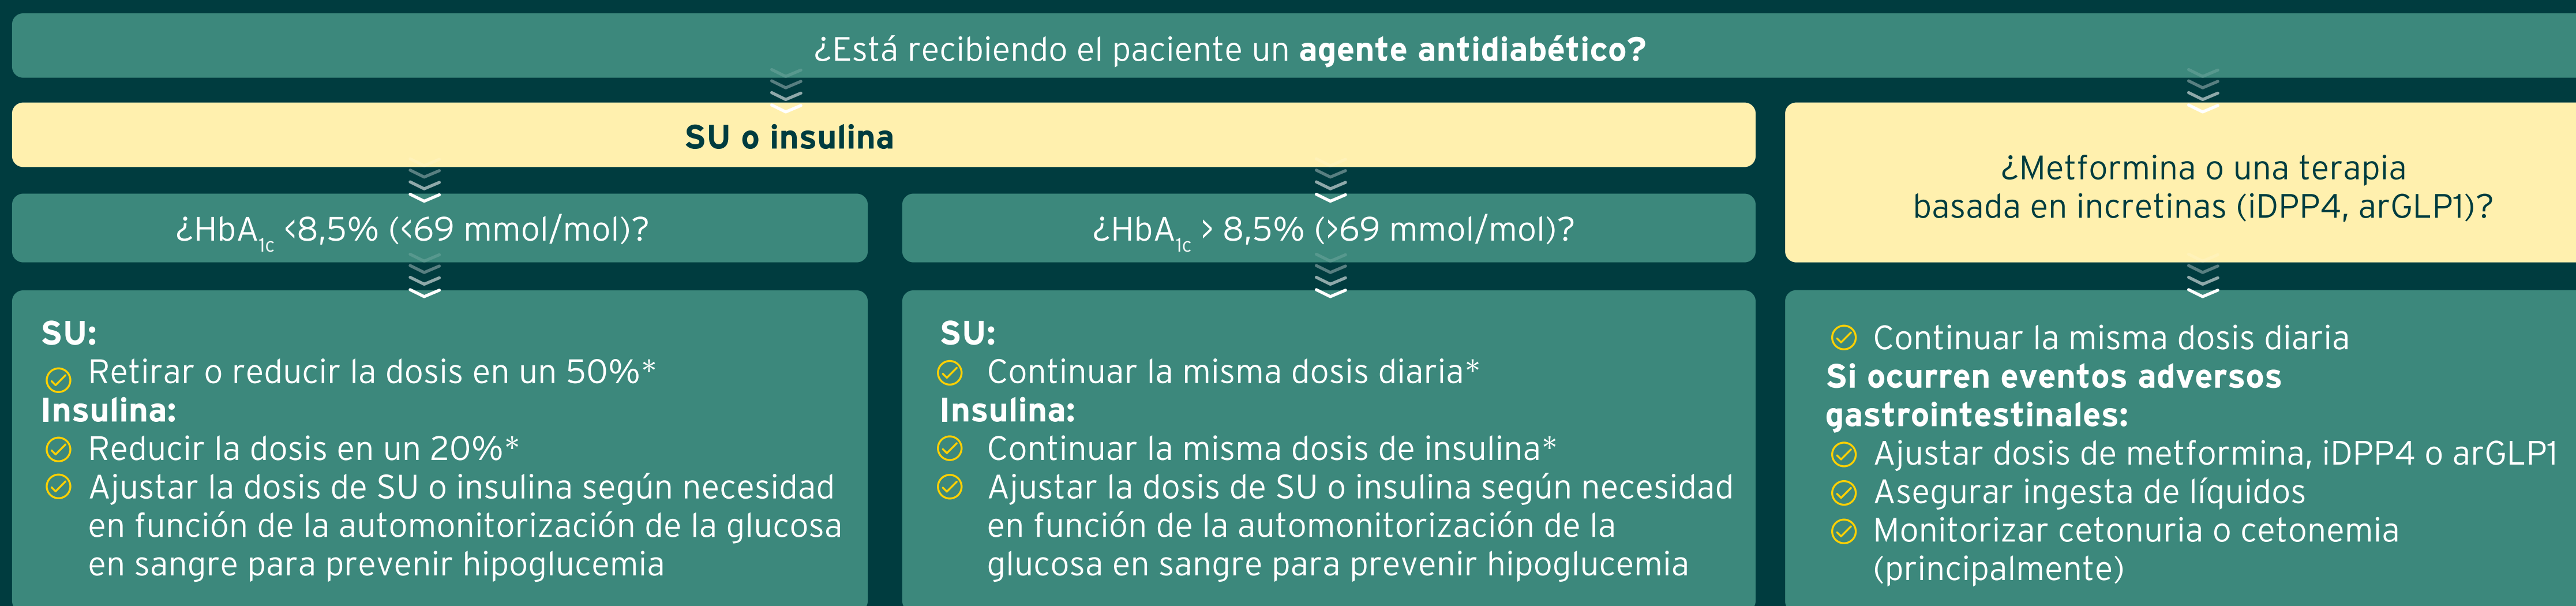 ¿Está recibiendo el paciente un agente antidiabético?
SU o insulina
¿HbA1c <8,5% (<69 mmol/mol)?
SU:
Retirar o reducir la dosis en un 50%*
Insulina:
Reducir la dosis en un 20%*
Ajustar la dosis de SU o insulina según necesidad
en función de la automonitorización de la glucosa
en sangre para prevenir hipoglucemia
¿HbA1c > 8,5% (>69 mmol/mol)?
SU:
Continuar la misma dosis diaria*
Insulina:
Continuar la misma dosis de insulina*
Ajustar la dosis de SU o insulina según necesidad
en función de la automonitorización de la
glucosa en sangre para prevenir hipoglucemia
¿Metformina o una terapia
basada en incretinas (iDPP4, arGLP1)?
Continuar la misma dosis diaria
Si ocurren eventos adversos
gastrointestinales:
Ajustar dosis de metformina, iDPP4 o arGLP1
Asegurar ingesta de líquidos
Monitorizar cetonuria o cetonemia
(principalmente)